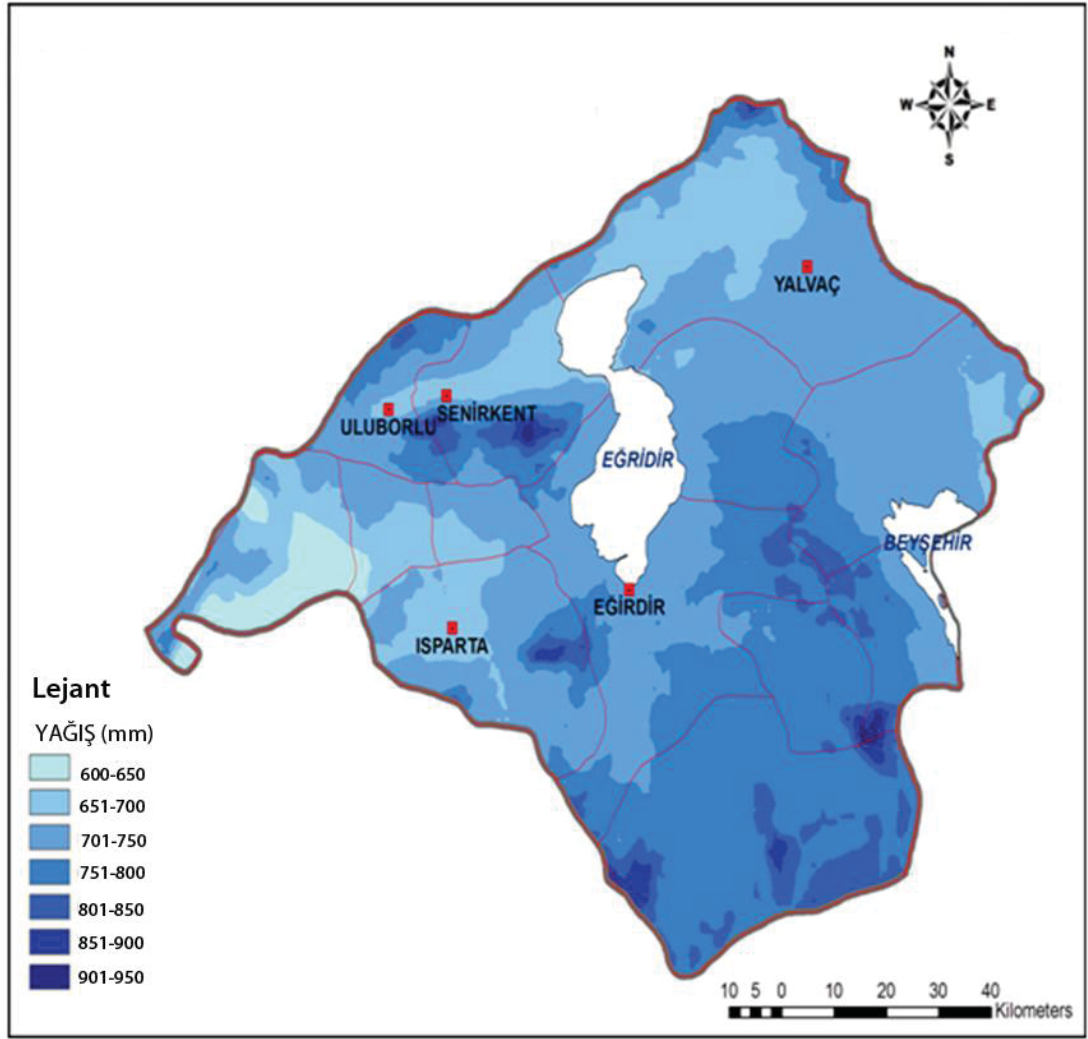 N
W E
S
YALVAÇ
SENİRKENT
ULUBORLU
EĞRİDİR
BEYŞEHİR
EĞİRDİR
ISPARTA
Lejant
YAĞIŞ (mm)
600-650
651-700
701-750
751-800
801-850
851-900
901-950
10 5 0 10 20 30 40
Kilometers